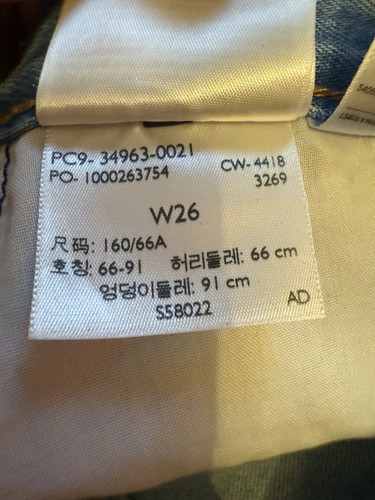 PC9- 34963-0021
CW- 4418
PO- 1000263754
3269
W26
尺码: 160/66A
호칭: 66-91 허리둘레: 66 cm
엉덩이둘레: 91 cm
S58022
AD